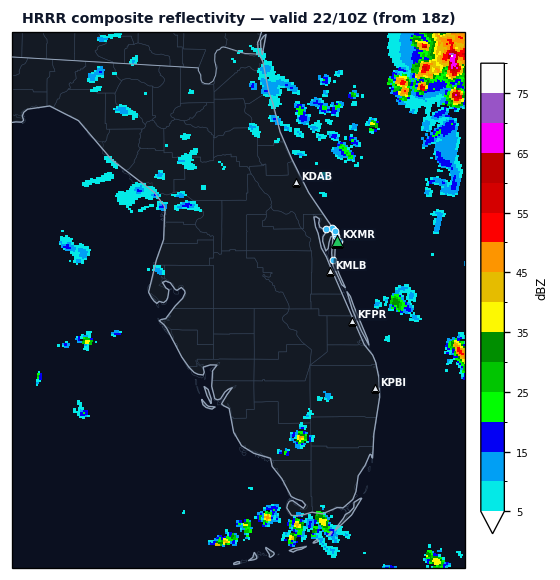 HRRR composite reflectivity — valid 22/10Z (from 18z)
KDAB
KXMR
KMLB
KFPR
KPBI
75
65
55
45
35
25
15
5
dBZ